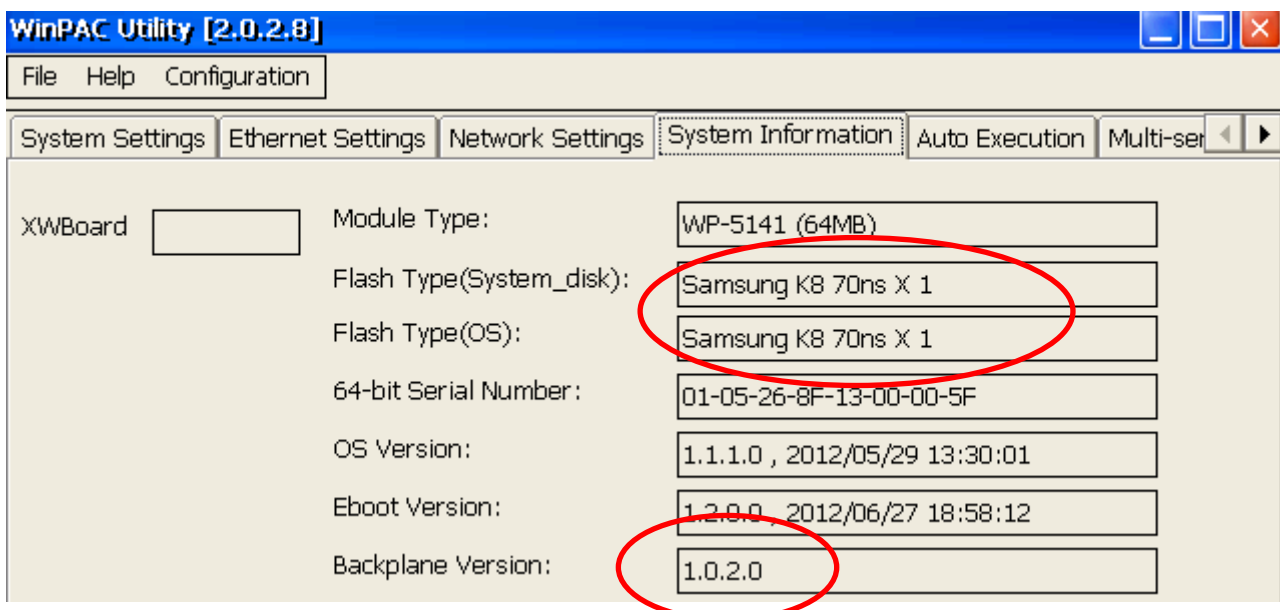 WinPAC Utility [2.0.2.8]
File Help Configuration
System Settings Ethernet Settings Network Settings System Information Auto Execution Multi-ser
XWBoard Module Type: WP-5141 (64MB)
Flash Type(System_disk): Samsung K8 70ns X 1
Flash Type(OS): Samsung K8 70ns X 1
64-bit Serial Number: 01-05-26-8F-13-00-00-5F
OS Version: 1.1.1.0 , 2012/05/29 13:30:01
Eboot Version: 1.2.0.0 , 2012/06/27 18:58:12
Backplane Version: 1.0.2.0